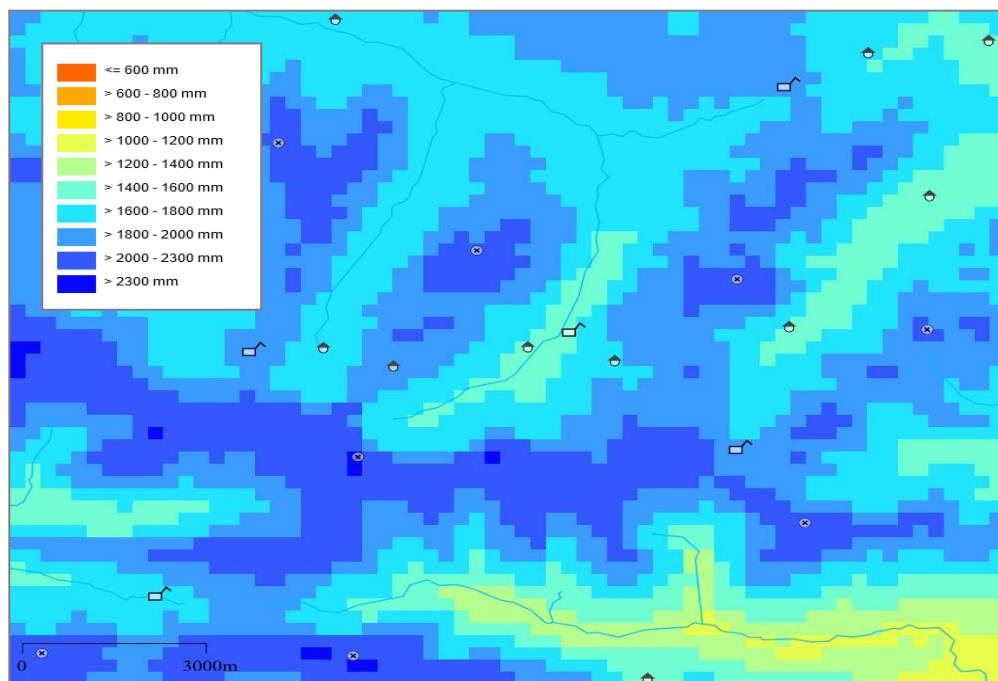 <= 600 mm
> 600 - 800 mm
> 800 - 1000 mm
> 1000 - 1200 mm
> 1200 - 1400 mm
> 1400 - 1600 mm
> 1600 - 1800 mm
> 1800 - 2000 mm
> 2000 - 2300 mm
> 2300 mm
0 3000m